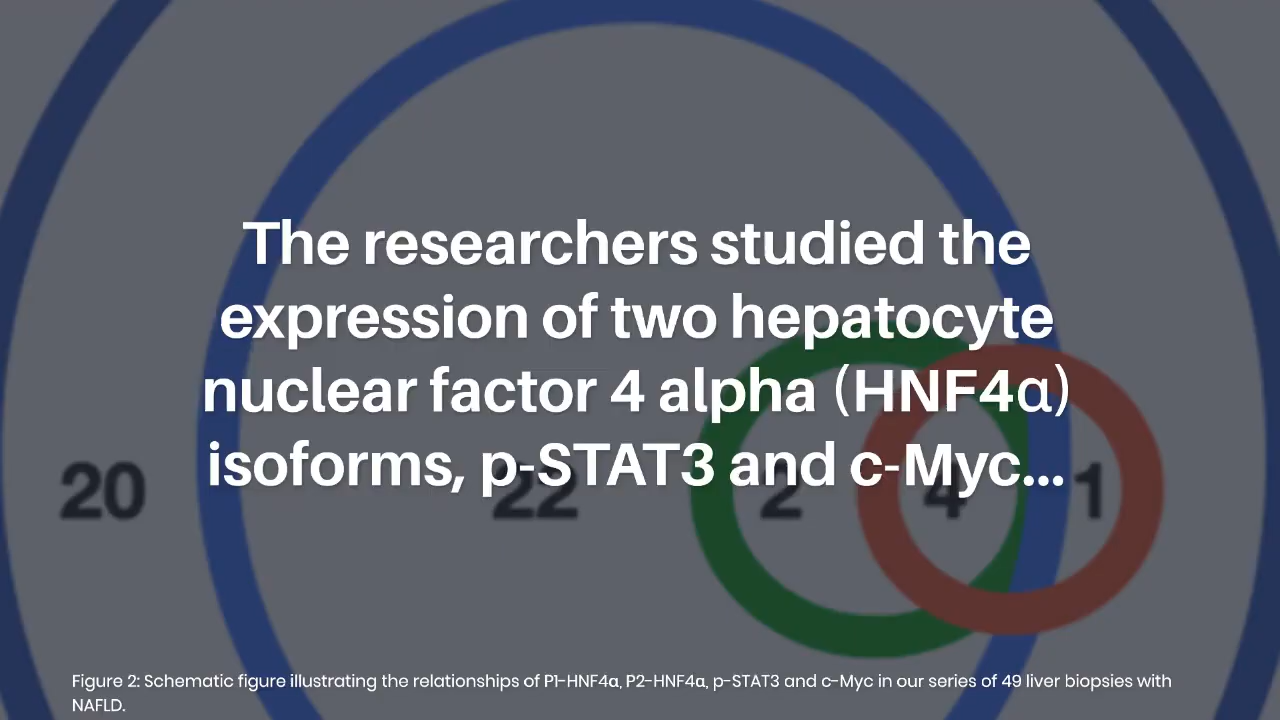 The researchers studied the
expression of two hepatocyte
nuclear factor 4 alpha (HNF4α)
isoforms, p-STAT3 and c-Myc...
20 22 2 4 1
Figure 2: Schematic figure illustrating the relationships of P1-HNF4α, P2-HNF4α, p-STAT3 and c-Myc in our series of 49 liver biopsies with
NAFLD.